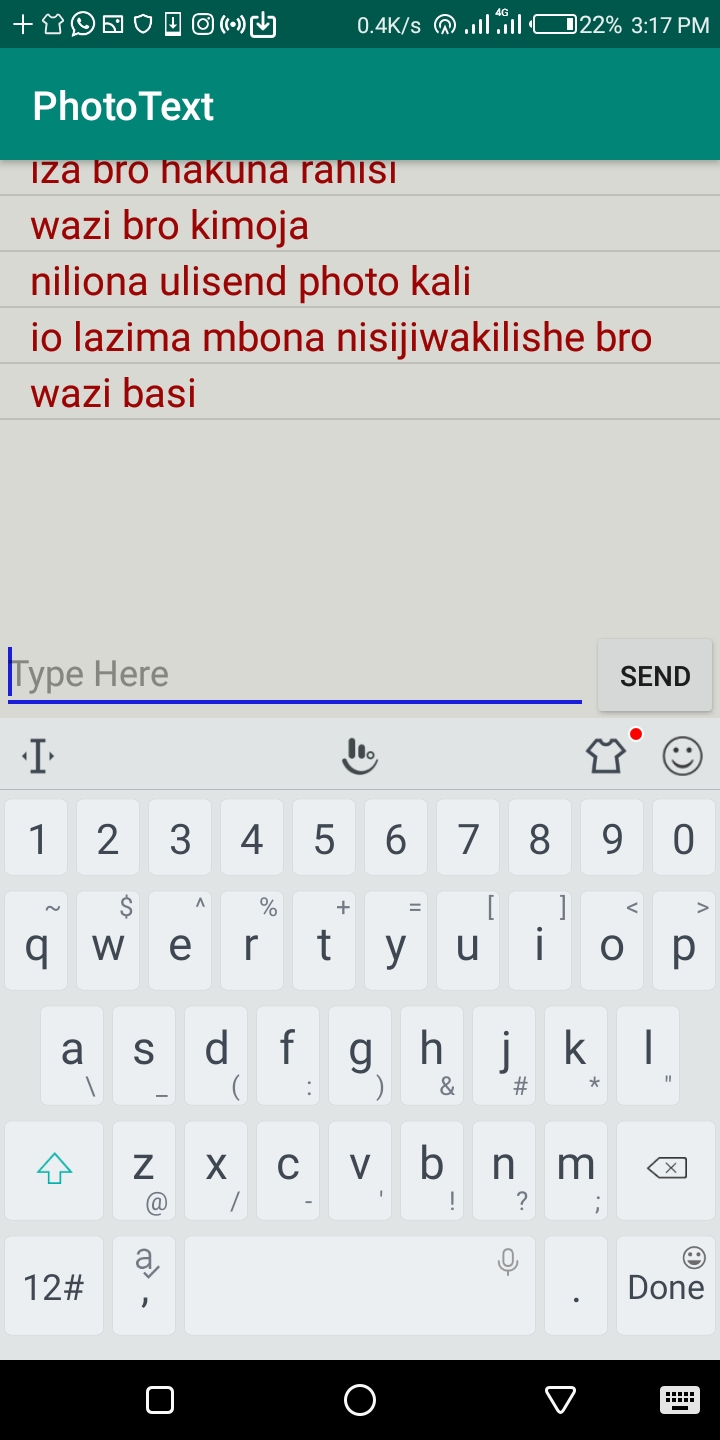 0.4K/s 4G 22% 3:17 PM
PhotoText
iza bro hakuna rahisi
wazi bro kimoja
niliona ulisend photo kali
io lazima mbona nisijiwakilishe bro
wazi basi
Type Here SEND
1 2 3 4 5 6 7 8 9 0
~ $ ^ % + = [ ] < >
q w e r t y u i o p
a s d f g h j k l
\ _ ( : ) & # * "
z x c v b n m
@ / - ' ! ? ;
12# a , . Done